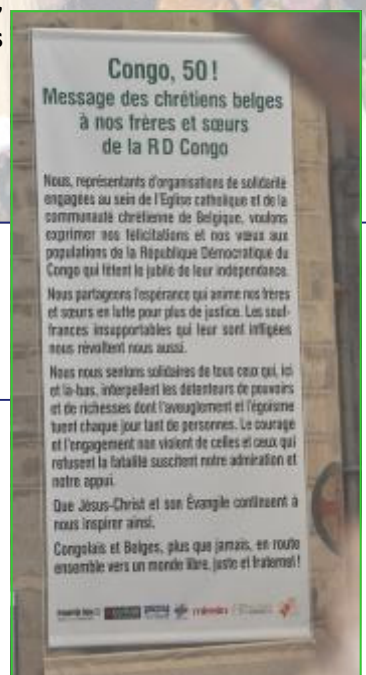 Congo, 50 !
Message des chrétiens belges
à nos frères et sœurs
de la RD Congo
Nous, représentants d'organisations de solidarité
engagées au sein de l'Eglise catholique et de la
communauté chrétienne de Belgique, voulons
exprimer nos félicitations et nos vœux aux
populations de la République Démocratique du
Congo qui fêtent le jubilé de leur indépendance.
Nous partageons l'espérance qui anime nos frères
et sœurs en lutte pour plus de justice. Les souf-
frances insupportables qui leur sont infligées
nous révoltent nous aussi.
Nous nous sentons solidaires de tous ceux qui, ici
et là-bas, interpellent les détenteurs de pouvoirs
et de richesses dont l'aveuglement et l'égoïsme
tuent chaque jour tant de personnes. Le courage
et l'engagement non violent de celles et ceux qui
refusent la fatalité suscitent notre admiration et
notre appui.
Que Jésus-Christ et son Évangile continuent à
nous inspirer ainsi.
Congolais et Belges, plus que jamais, en route
ensemble vers un monde libre, juste et fraternel !